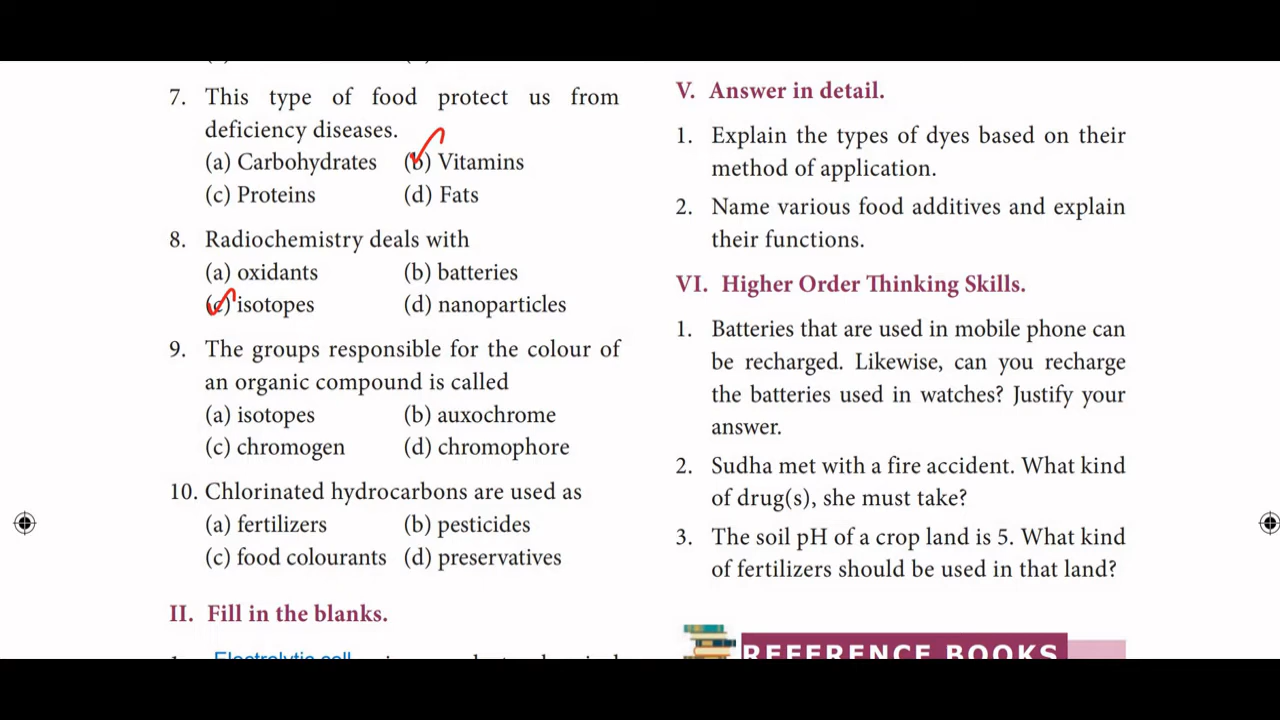 7. This type of food protect us from
deficiency diseases.
(a) Carbohydrates (b) Vitamins
(c) Proteins (d) Fats
8. Radiochemistry deals with
(a) oxidants (b) batteries
(c) isotopes (d) nanoparticles
9. The groups responsible for the colour of
an organic compound is called
(a) isotopes (b) auxochrome
(c) chromogen (d) chromophore
10. Chlorinated hydrocarbons are used as
(a) fertilizers (b) pesticides
(c) food colourants (d) preservatives
II. Fill in the blanks.
Electrolytic cell
V. Answer in detail.
1. Explain the types of dyes based on their
method of application.
2. Name various food additives and explain
their functions.
VI. Higher Order Thinking Skills.
1. Batteries that are used in mobile phone can
be recharged. Likewise, can you recharge
the batteries used in watches? Justify your
answer.
2. Sudha met with a fire accident. What kind
of drug(s), she must take?
3. The soil pH of a crop land is 5. What kind
of fertilizers should be used in that land?
REFERENCE BOOKS